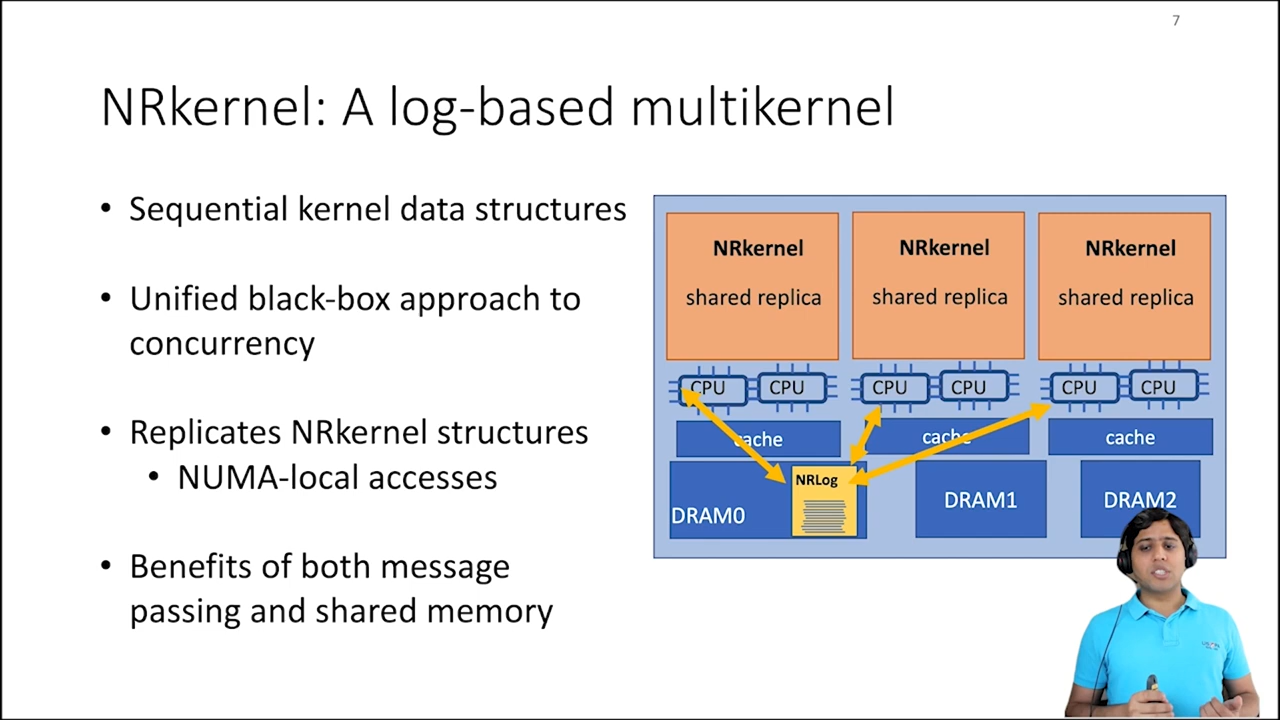 7
NRkernel: A log-based multikernel
• Sequential kernel data structures
• Unified black-box approach to
concurrency
• Replicates NRkernel structures
• NUMA-local accesses
• Benefits of both message
passing and shared memory
NRkernel
shared replica
NRkernel
shared replica
NRkernel
shared replica
CPU
CPU
CPU
CPU
CPU
CPU
cache
cache
cache
DRAM0
NRLog
DRAM1
DRAM2